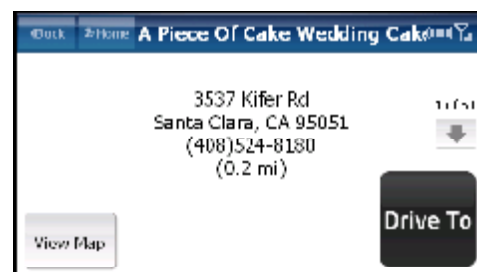 Back Home A Piece Of Cake Wedding Cak
3537 Kifer Rd
Santa Clara, CA 95051
(408)524-8180
(0.2 mi)
Drive To
View Map